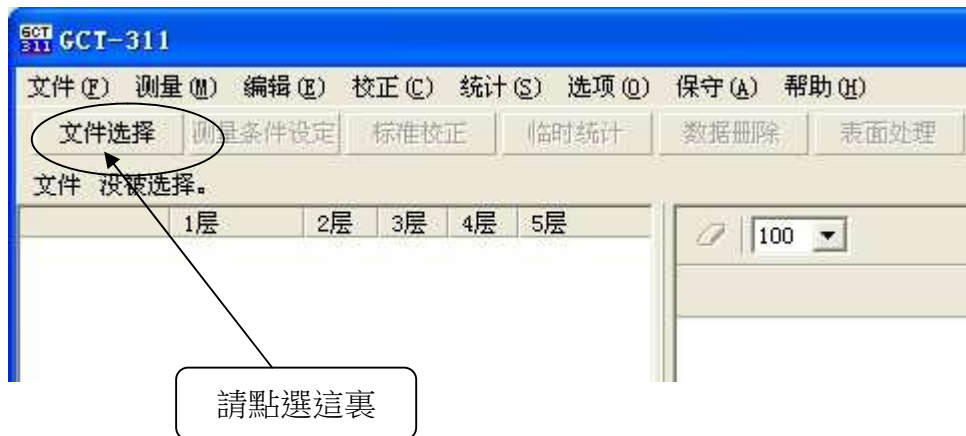 GCT 311 GCT-311
文件(F) 测量(M) 编辑(E) 校正(C) 统计(S) 选项(O) 保守(A) 帮助(H)
文件选择 测量条件设定 标准校正 临时统计 数据册除 表面处理
文件 没被选择。
1层 2层 3层 4层 5层
100
請點選這裏